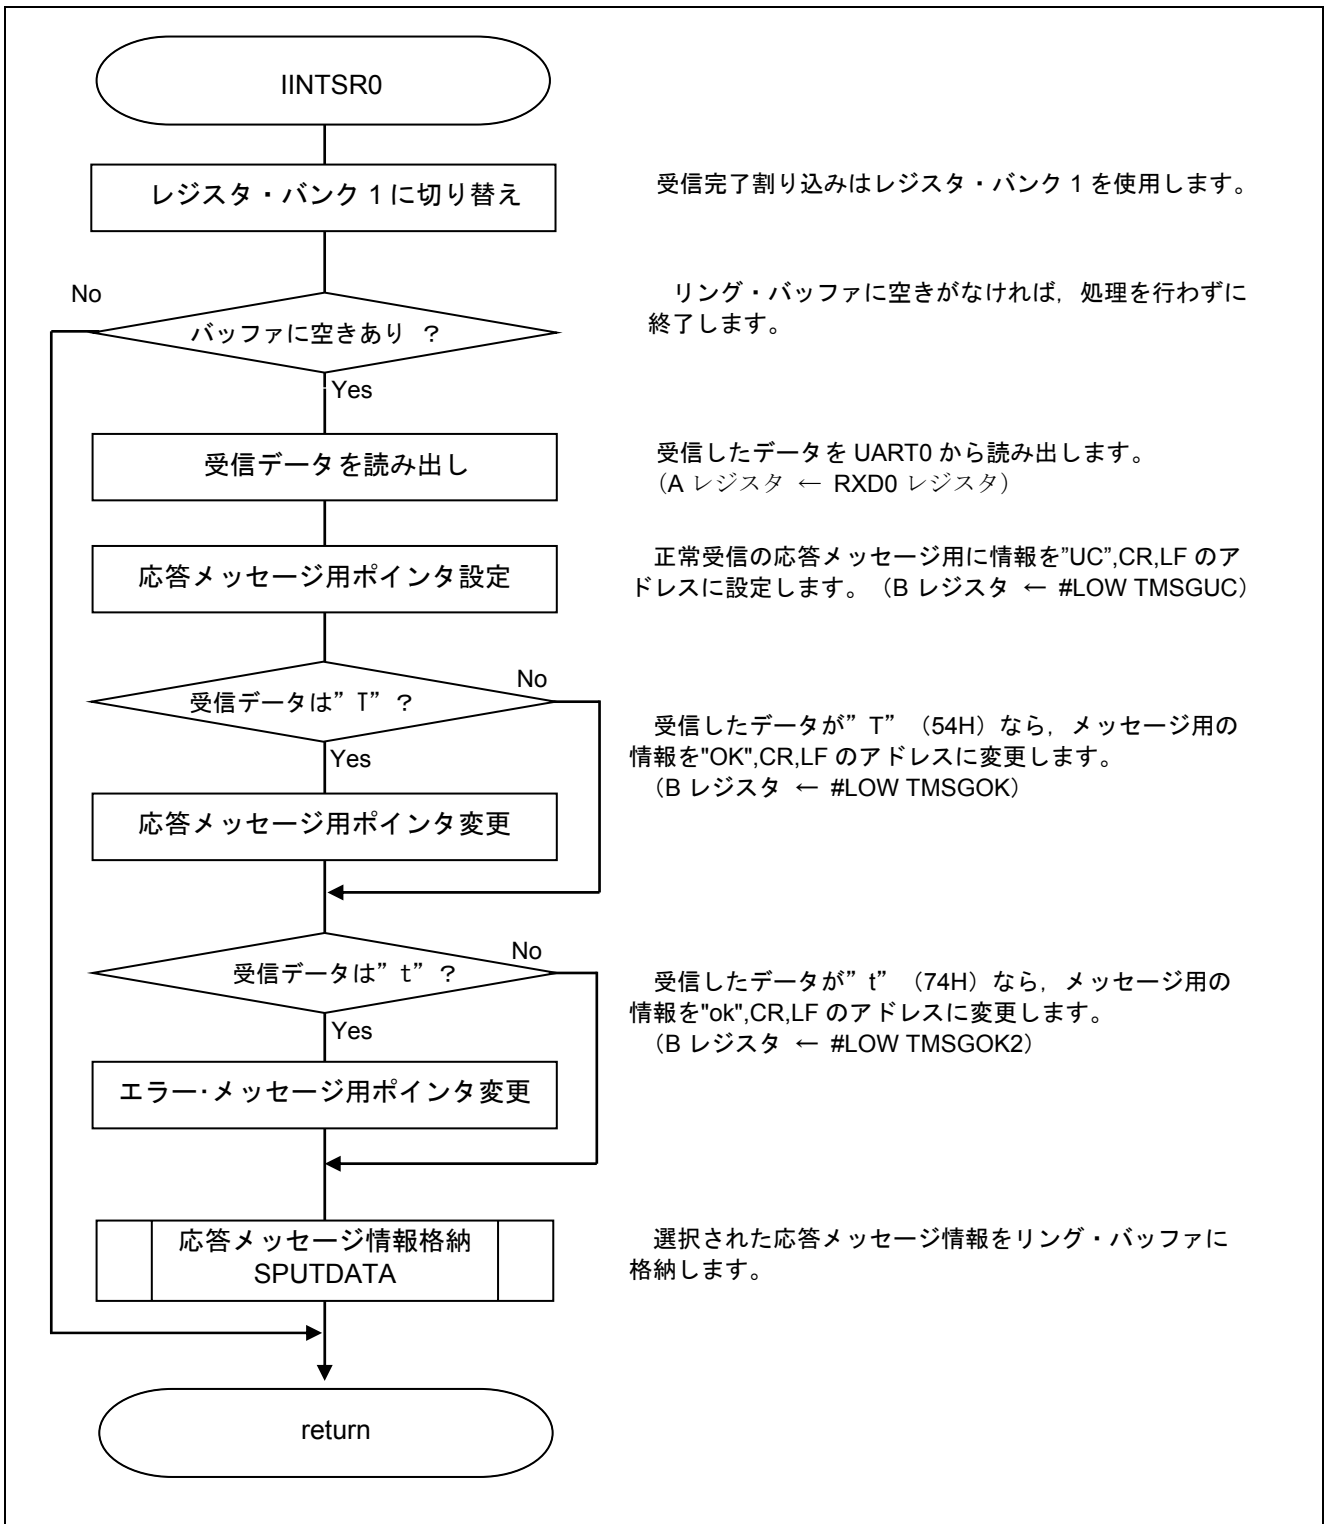 IINTSR0
レジスタ・バンク 1 に切り替え
受信完了割り込みはレジスタ・バンク 1 を使用します。
No
バッファに空きあり ？
リング・バッファに空きがなければ，処理を行わずに
終了します。
Yes
受信データを読み出し
受信したデータを UART0 から読み出します。
（A レジスタ ← RXD0 レジスタ）
応答メッセージ用ポインタ設定
正常受信の応答メッセージ用に情報を”UC”,CR,LF のア
ドレスに設定します。（B レジスタ ← #LOW TMSGUC）
受信データは”T” ？
No
Yes
受信したデータが”T”（54H）なら，メッセージ用の
情報を"OK",CR,LF のアドレスに変更します。
（B レジスタ ← #LOW TMSGOK）
応答メッセージ用ポインタ変更
受信データは”t” ？
No
Yes
受信したデータが”t”（74H）なら，メッセージ用の
情報を"ok",CR,LF のアドレスに変更します。
（B レジスタ ← #LOW TMSGOK2）
エラー･メッセージ用ポインタ変更
応答メッセージ情報格納
SPUTDATA
選択された応答メッセージ情報をリング・バッファに
格納します。
return